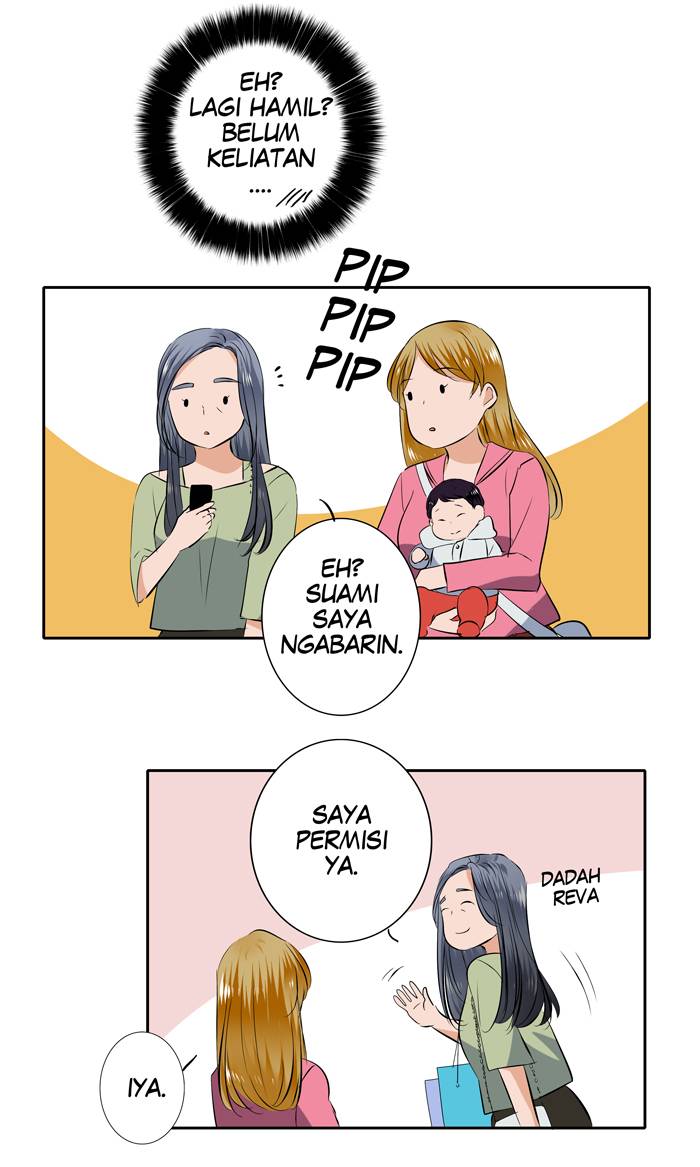 EH?
LAGI HAMIL?
BELUM
KELIATAN
....
PIP
PIP
PIP
EH?
SUAMI
SAYA
NGABARIN.
SAYA
PERMISI
YA.
DADAH
REVA
IYA.